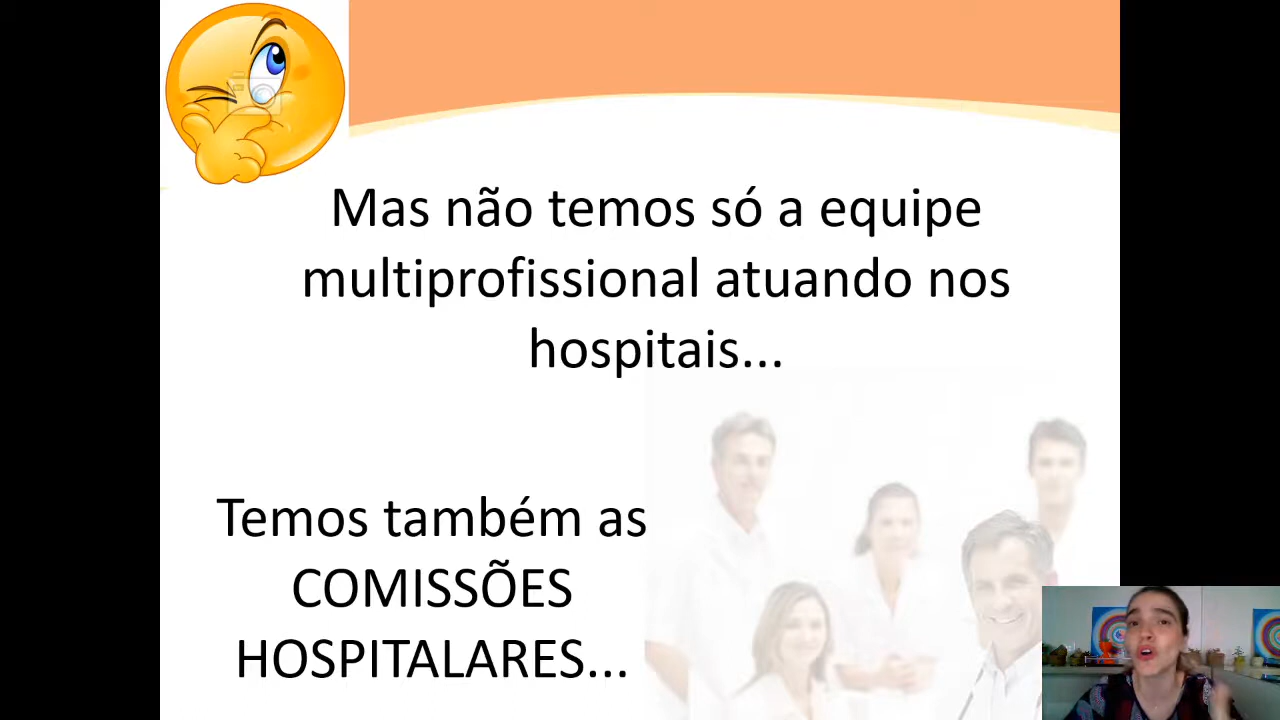 Mas não temos só a equipe
multiprofissional atuando nos
hospitais...
Temos também as
COMISSÕES
HOSPITALARES...